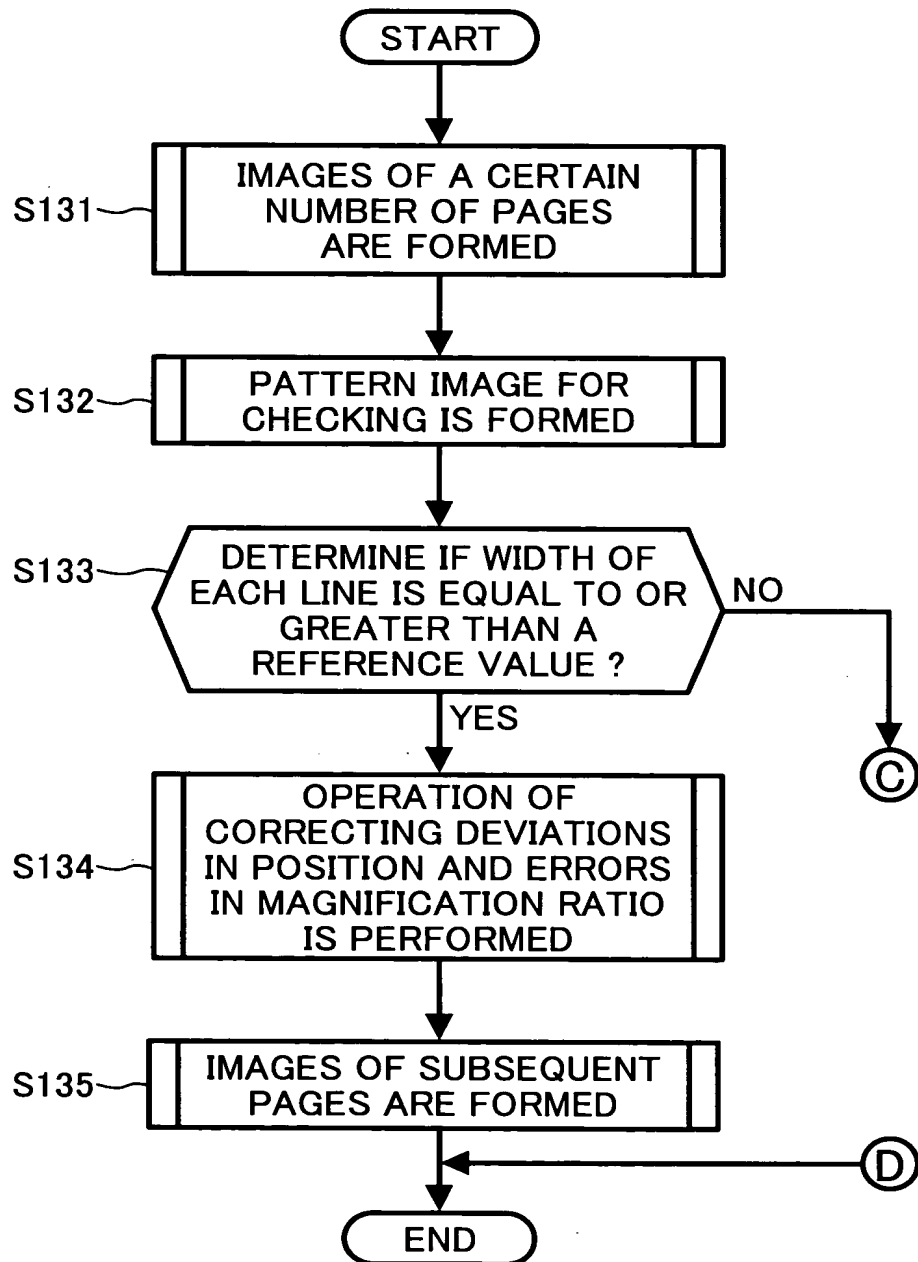 START
S131
IMAGES OF A CERTAIN
NUMBER OF PAGES
ARE FORMED
S132
PATTERN IMAGE FOR
CHECKING IS FORMED
S133
DETERMINE IF WIDTH OF
EACH LINE IS EQUAL TO OR
GREATER THAN A
REFERENCE VALUE ?
NO
YES
C
S134
OPERATION OF
CORRECTING DEVIATIONS
IN POSITION AND ERRORS
IN MAGNIFICATION RATIO
IS PERFORMED
S135
IMAGES OF SUBSEQUENT
PAGES ARE FORMED
D
END